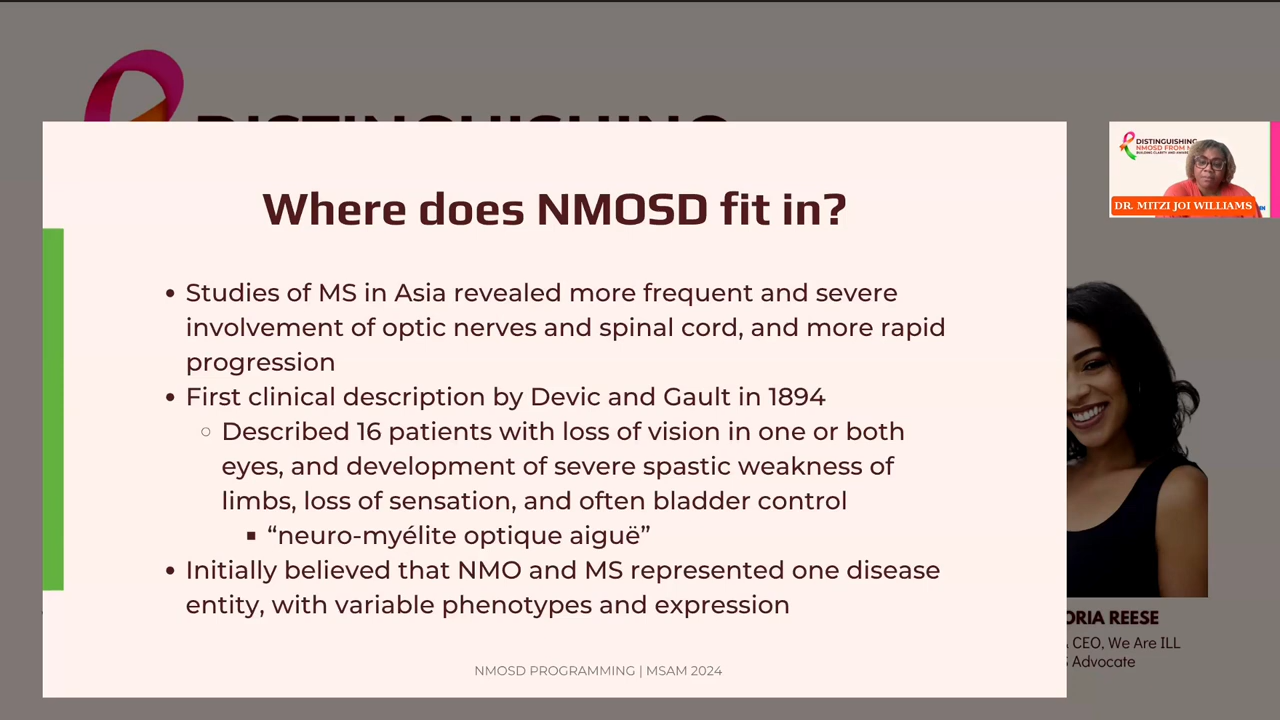 DISTINGUISHING
Where does NMOSD fit in?
• Studies of MS in Asia revealed more frequent and severe
involvement of optic nerves and spinal cord, and more rapid
progression
• First clinical description by Devic and Gault in 1894
○ Described 16 patients with loss of vision in one or both
eyes, and development of severe spastic weakness of
limbs, loss of sensation, and often bladder control
▪ “neuro-myélite optique aiguë”
• Initially believed that NMO and MS represented one disease
entity, with variable phenotypes and expression
NMOSD PROGRAMMING | MSAM 2024
DISTINGUISHING
NMOSD FROM
DR. MITZI JOI WILLIAMS
ORIA REESE
CEO, We Are ILL
Advocate